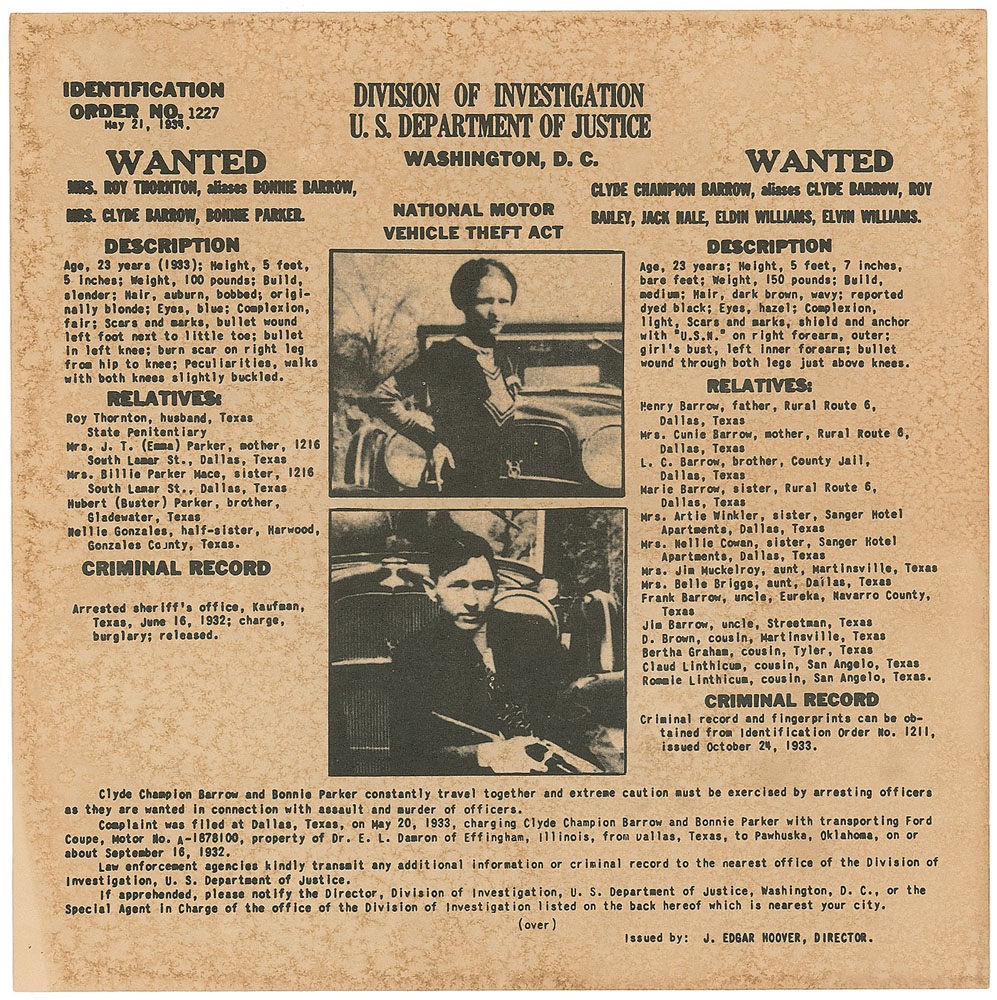 IDENTIFICATION
ORDER NO. 1227
May 21, 1934.
DIVISION OF INVESTIGATION
U. S. DEPARTMENT OF JUSTICE
WASHINGTON, D. C.
NATIONAL MOTOR
VEHICLE THEFT ACT
WANTED
MRS. ROY THORNTON, aliases BONNIE BARROW,
MRS. CLYDE BARROW, BONNIE PARKER.
DESCRIPTION
Age, 23 years (1933); Height, 5 feet,
5 inches; Weight, 100 pounds; Build,
slender; Hair, auburn, bobbed; origi-
nally blonde; Eyes, blue; Complexion,
fair; Scars and marks, bullet wound
left foot next to little toe; bullet
in left knee; burn scar on right leg
from hip to knee; Peculiarities, walks
with both knees slightly buckled.
RELATIVES:
Roy Thornton, husband, Texas
State Penitentiary
Mrs. J. T. (Emma) Parker, mother, 1216
South Lamar St., Dallas, Texas
Mrs. Billie Parker Mace, sister, 1216
South Lamar St., Dallas, Texas
Hubert (Buster) Parker, brother,
Gladewater, Texas
Nellie Gonzales, half-sister, Harwood,
Gonzales County, Texas.
CRIMINAL RECORD
Arrested sheriff's office, Kaufman,
Texas, June 16, 1932; charge,
burglary; released.
WANTED
CLYDE CHAMPION BARROW, aliases CLYDE BARROW, ROY
BAILEY, JACK HALE, ELDIN WILLIAMS, ELVIN WILLIAMS.
DESCRIPTION
Age, 23 years; Height, 5 feet, 7 inches,
bare feet; Weight, 150 pounds; Build,
medium; Hair, dark brown, wavy; reported
dyed black; Eyes, hazel; Complexion,
light, Scars and marks, shield and anchor
with "U.S.N." on right forearm, outer;
girl's bust, left inner forearm; bullet
wound through both legs just above knees.
RELATIVES:
Henry Barrow, father, Rural Route 6,
Dallas, Texas
Mrs. Cunie Barrow, mother, Rural Route 6,
Dallas, Texas
L. C. Barrow, brother, County Jail,
Dallas, Texas
Marie Barrow, sister, Rural Route 6,
Dallas, Texas
Mrs. Artie Winkler, sister, Sanger Hotel
Apartments, Dallas, Texas
Mrs. Nellie Cowan, sister, Sanger Hotel
Apartments, Dallas, Texas
Mrs. Jim Muckelroy, aunt, Martinsville, Texas
Mrs. Belle Briggs, aunt, Dallas, Texas
Frank Barrow, uncle, Eureka, Navarro County,
Texas
Jim Barrow, uncle, Streetman, Texas
D. Brown, cousin, Martinsville, Texas
Bertha Graham, cousin, Tyler, Texas
Claud Linthicum, cousin, San Angelo, Texas
Rommie Linthicum, cousin, San Angelo, Texas.
CRIMINAL RECORD
Criminal record and fingerprints can be ob-
tained from Identification Order No. 1211,
issued October 24, 1933.
Clyde Champion Barrow and Bonnie Parker constantly travel together and extreme caution must be exercised by arresting officers
as they are wanted in connection with assault and murder of officers.
Complaint was filed at Dallas, Texas, on May 20, 1933, charging Clyde Champion Barrow and Bonnie Parker with transporting Ford
Coupe, Motor No. A-1878100, property of Dr. E. L. Damron of Effingham, Illinois, from Dallas, Texas, to Pawhuska, Oklahoma, on or
about September 16, 1932.
Law enforcement agencies kindly transmit any additional information or criminal record to the nearest office of the Division of
Investigation, U. S. Department of Justice.
If apprehended, please notify the Director, Division of Investigation, U. S. Department of Justice, Washington, D. C., or the
Special Agent in Charge of the office of the Division of Investigation listed on the back hereof which is nearest your city.
(over)
Issued by: J. EDGAR HOOVER, DIRECTOR.